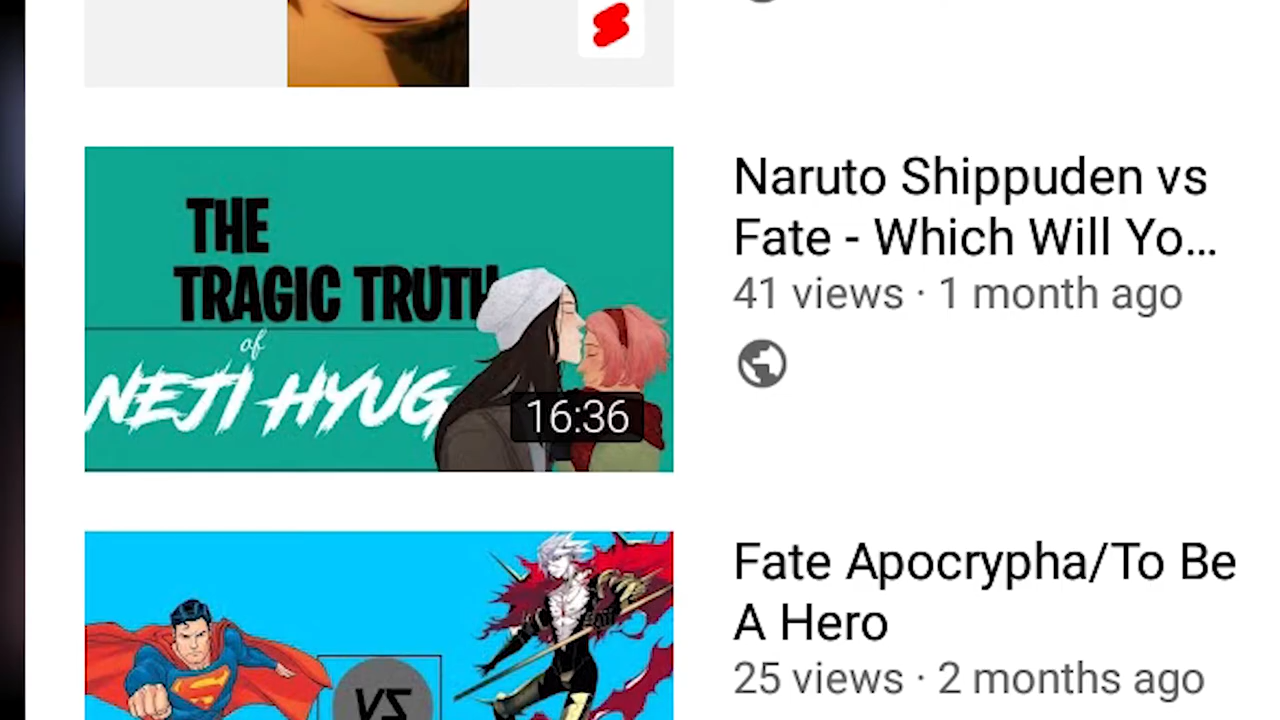 THE
TRAGIC TRUTH
of
NEJI HYUG
16:36
Naruto Shippuden vs
Fate - Which Will Yo...
41 views · 1 month ago
VS
Fate Apocrypha/To Be
A Hero
25 views · 2 months ago